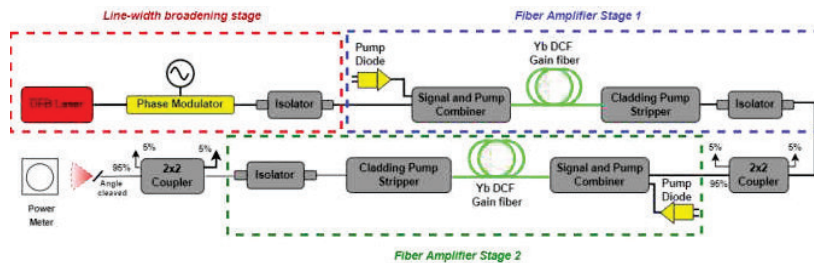 Line-width broadening stage
Fiber Amplifier Stage 1
Pump
Diode
Yb DCF
Gain fiber
DFB Laser
Phase Modulator
Isolator
Signal and Pump
Combiner
Cladding Pump
Stripper
Isolator
5%
5%
95%
Angle
cleaved
2x2
Coupler
Isolator
Cladding Pump
Stripper
Yb DCF
Gain fiber
Signal and Pump
Combiner
Pump
Diode
5%
5%
95%
2x2
Coupler
Power
Meter
Fiber Amplifier Stage 2